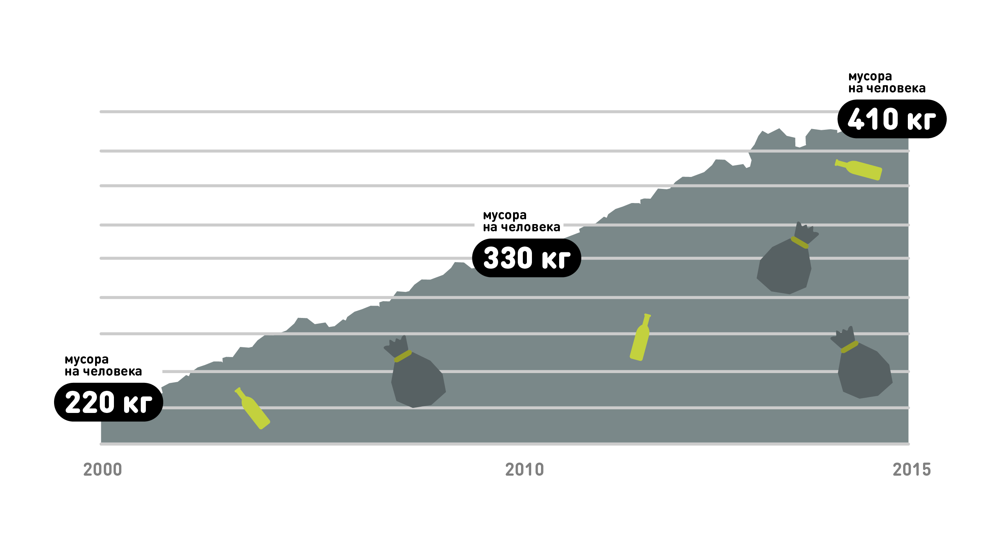 мусора
на человека
410 кг
мусора
на человека
330 кг
мусора
на человека
220 кг
2000
2010
2015